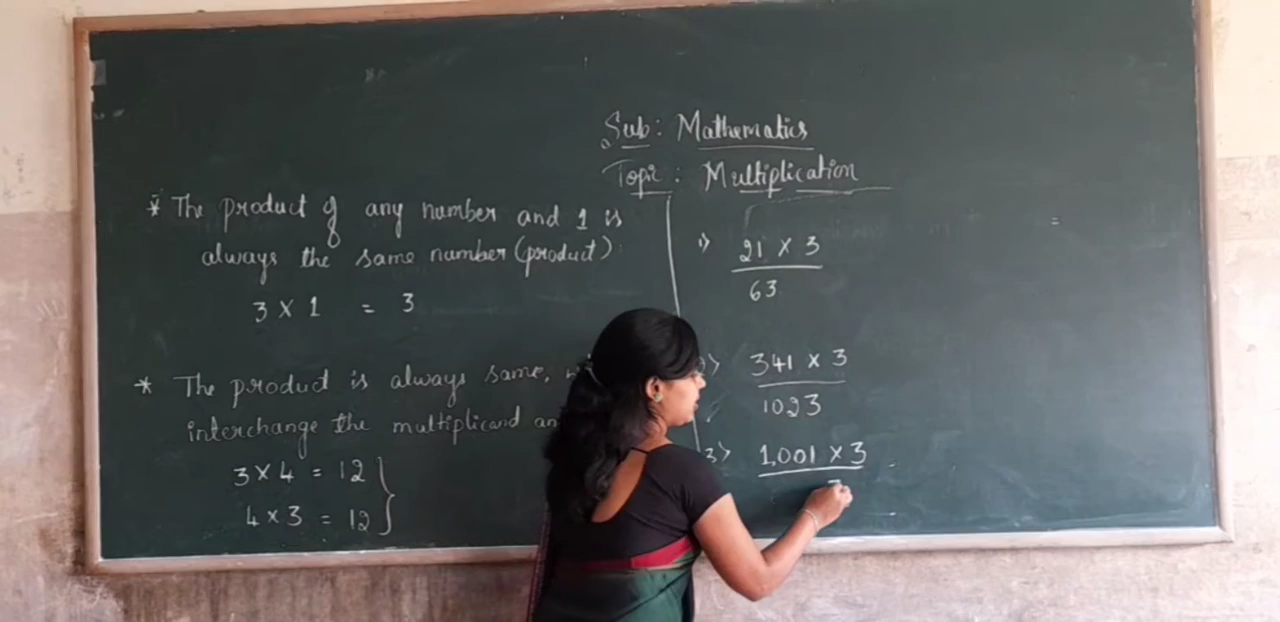 Sub: Mathematics
Topic: Multiplication
* The product of any number and 1 is
always the same number (product)
3 X 1 = 3
* The product is always same,
interchange the multiplicand
3 X 4 = 12
4 X 3 = 12
1) 21 X 3
63
2) 341 X 3
1023
3) 1,001 X 3
=